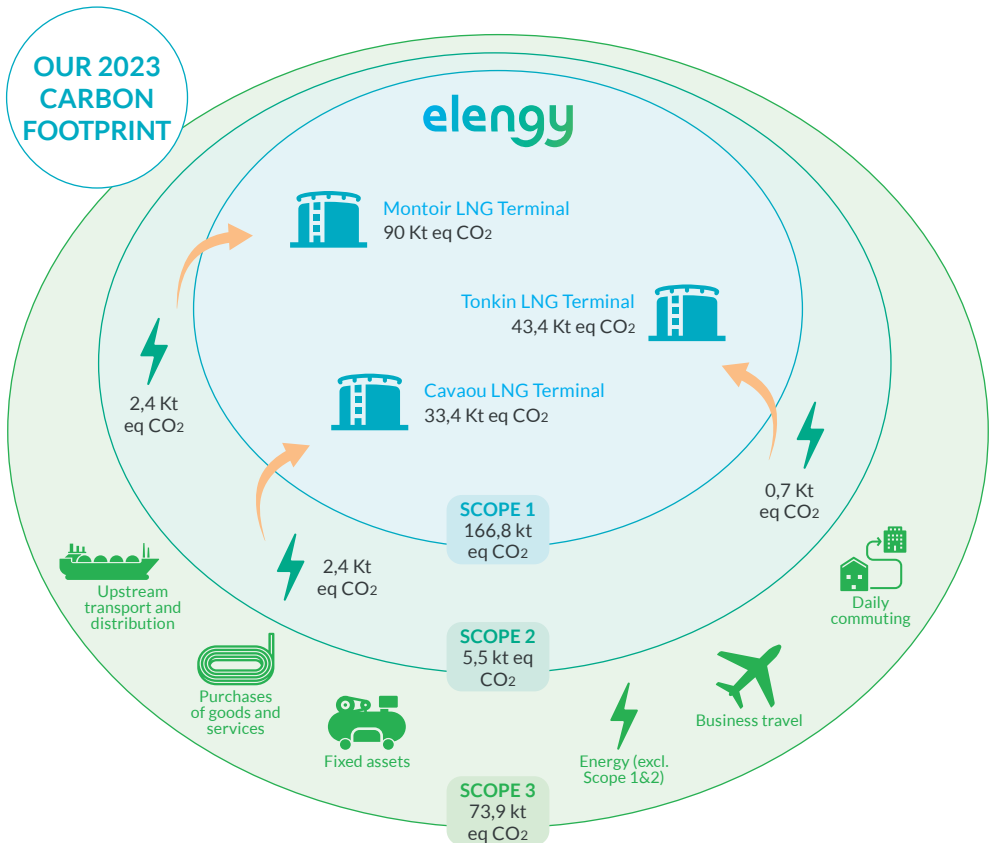 OUR 2023
CARBON
FOOTPRINT
elengy
Montoir LNG Terminal
90 Kt eq CO2
Tonkin LNG Terminal
43,4 Kt eq CO2
Cavaou LNG Terminal
33,4 Kt eq CO2
2,4 Kt
eq CO2
0,7 Kt
eq CO2
2,4 Kt
eq CO2
SCOPE 1
166,8 kt
eq CO2
SCOPE 2
5,5 kt eq
CO2
Upstream
transport and
distribution
Purchases
of goods and
services
Fixed assets
Energy (excl.
Scope 1&2)
Business travel
Daily
commuting
SCOPE 3
73,9 kt
eq CO2